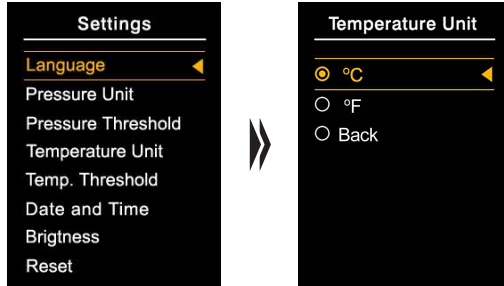 Settings
Language
Pressure Unit
Pressure Threshold
Temperature Unit
Temp. Threshold
Date and Time
Brigtness
Reset
Temperature Unit
°C
°F
Back